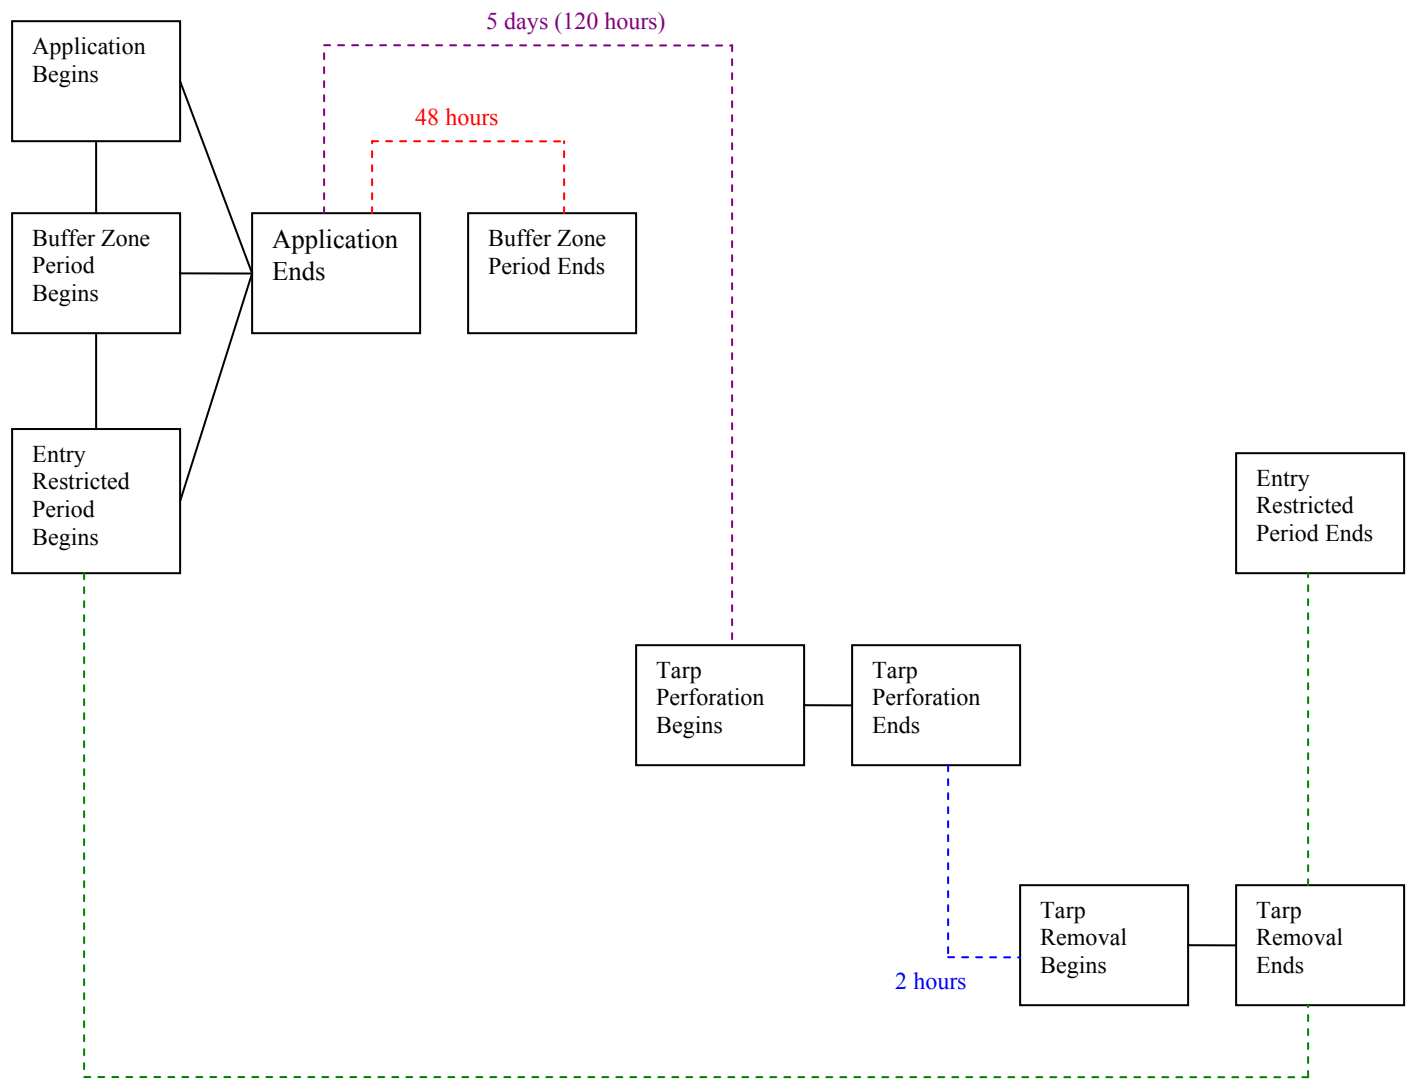 5 days (120 hours)
Application
Begins
48 hours
Buffer Zone
Period
Begins
Application
Ends
Buffer Zone
Period Ends
Entry
Restricted
Period
Begins
Entry
Restricted
Period Ends
Tarp
Perforation
Begins
Tarp
Perforation
Ends
Tarp
Removal
Begins
Tarp
Removal
Ends
2 hours